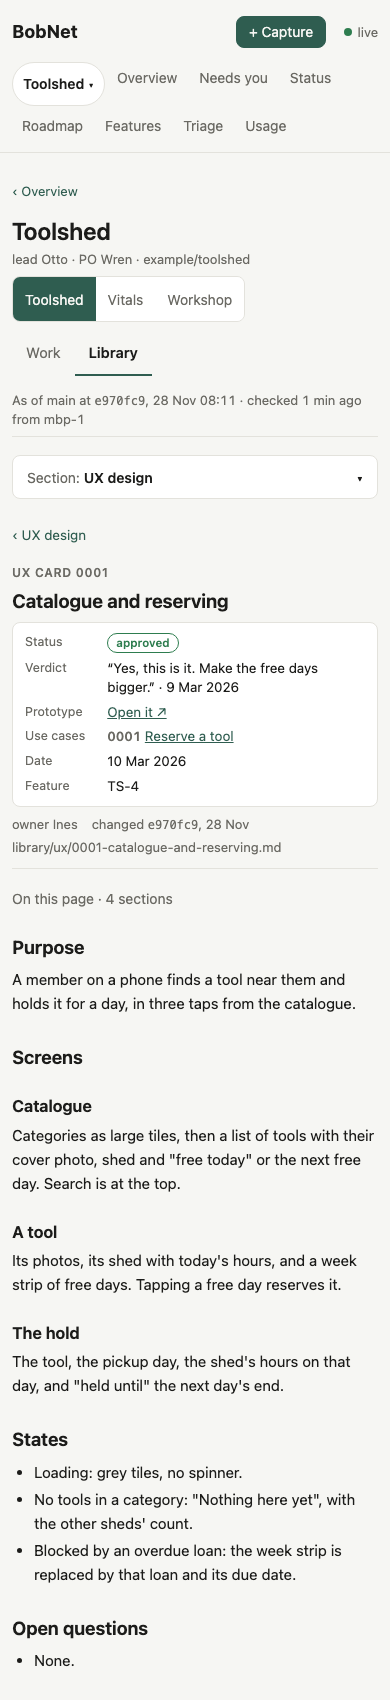 BobNet
+ Capture
live
Toolshed ▾
Overview
Needs you
Status
Roadmap
Features
Triage
Usage
‹ Overview
Toolshed
lead Otto · PO Wren · example/toolshed
Toolshed
Vitals
Workshop
Work
Library
As of main at e970fc9, 28 Nov 08:11 · checked 1 min ago
from mbp-1
Section: UX design ▾
‹ UX design
UX CARD 0001
Catalogue and reserving
Status approved
Verdict “Yes, this is it. Make the free days
bigger.” · 9 Mar 2026
Prototype Open it ↗
Use cases 0001 Reserve a tool
Date 10 Mar 2026
Feature TS-4
owner Ines changed e970fc9, 28 Nov
library/ux/0001-catalogue-and-reserving.md
On this page · 4 sections
Purpose
A member on a phone finds a tool near them and
holds it for a day, in three taps from the catalogue.
Screens
Catalogue
Categories as large tiles, then a list of tools with their
cover photo, shed and "free today" or the next free
day. Search is at the top.
A tool
Its photos, its shed with today's hours, and a week
strip of free days. Tapping a free day reserves it.
The hold
The tool, the pickup day, the shed's hours on that
day, and "held until" the next day's end.
States
• Loading: grey tiles, no spinner.
• No tools in a category: "Nothing here yet", with
the other sheds' count.
• Blocked by an overdue loan: the week strip is
replaced by that loan and its due date.
Open questions
• None.